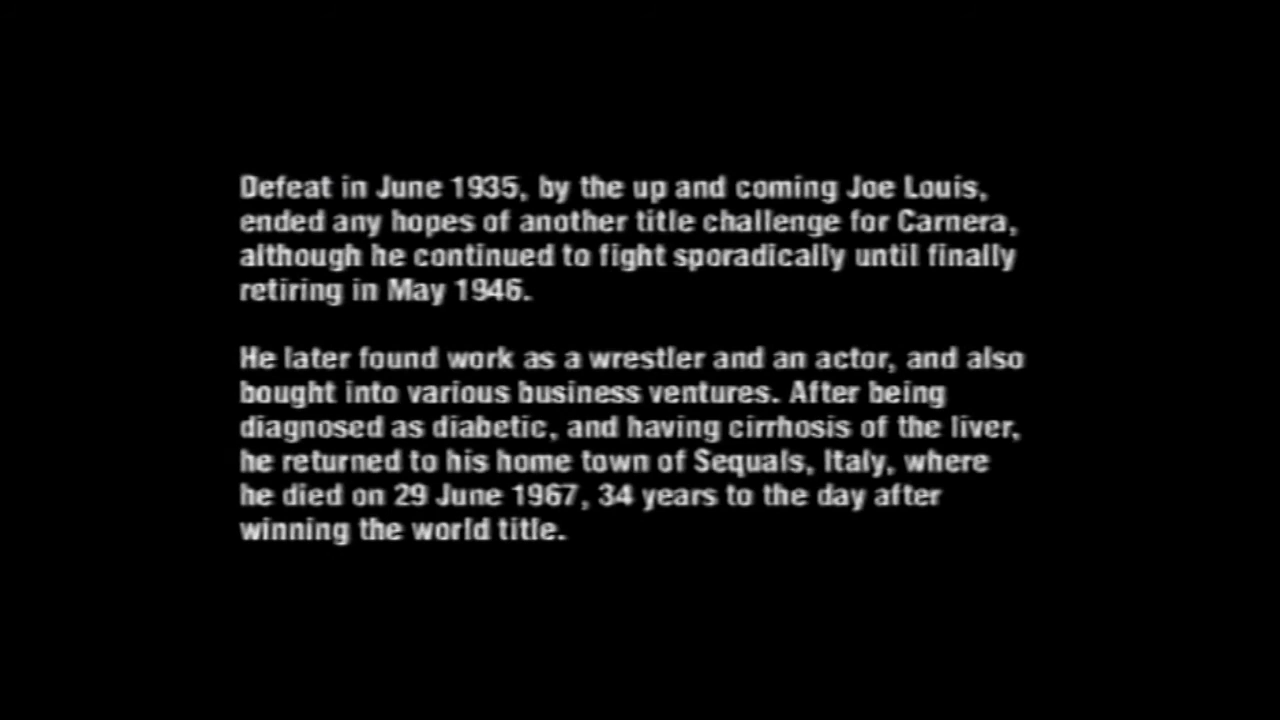 Defeat in June 1935, by the up and coming Joe Louis,
ended any hopes of another title challenge for Carnera,
although he continued to fight sporadically until finally
retiring in May 1946.
He later found work as a wrestler and an actor, and also
bought into various business ventures. After being
diagnosed as diabetic, and having cirrhosis of the liver,
he returned to his home town of Sequals, Italy, where
he died on 29 June 1967, 34 years to the day after
winning the world title.